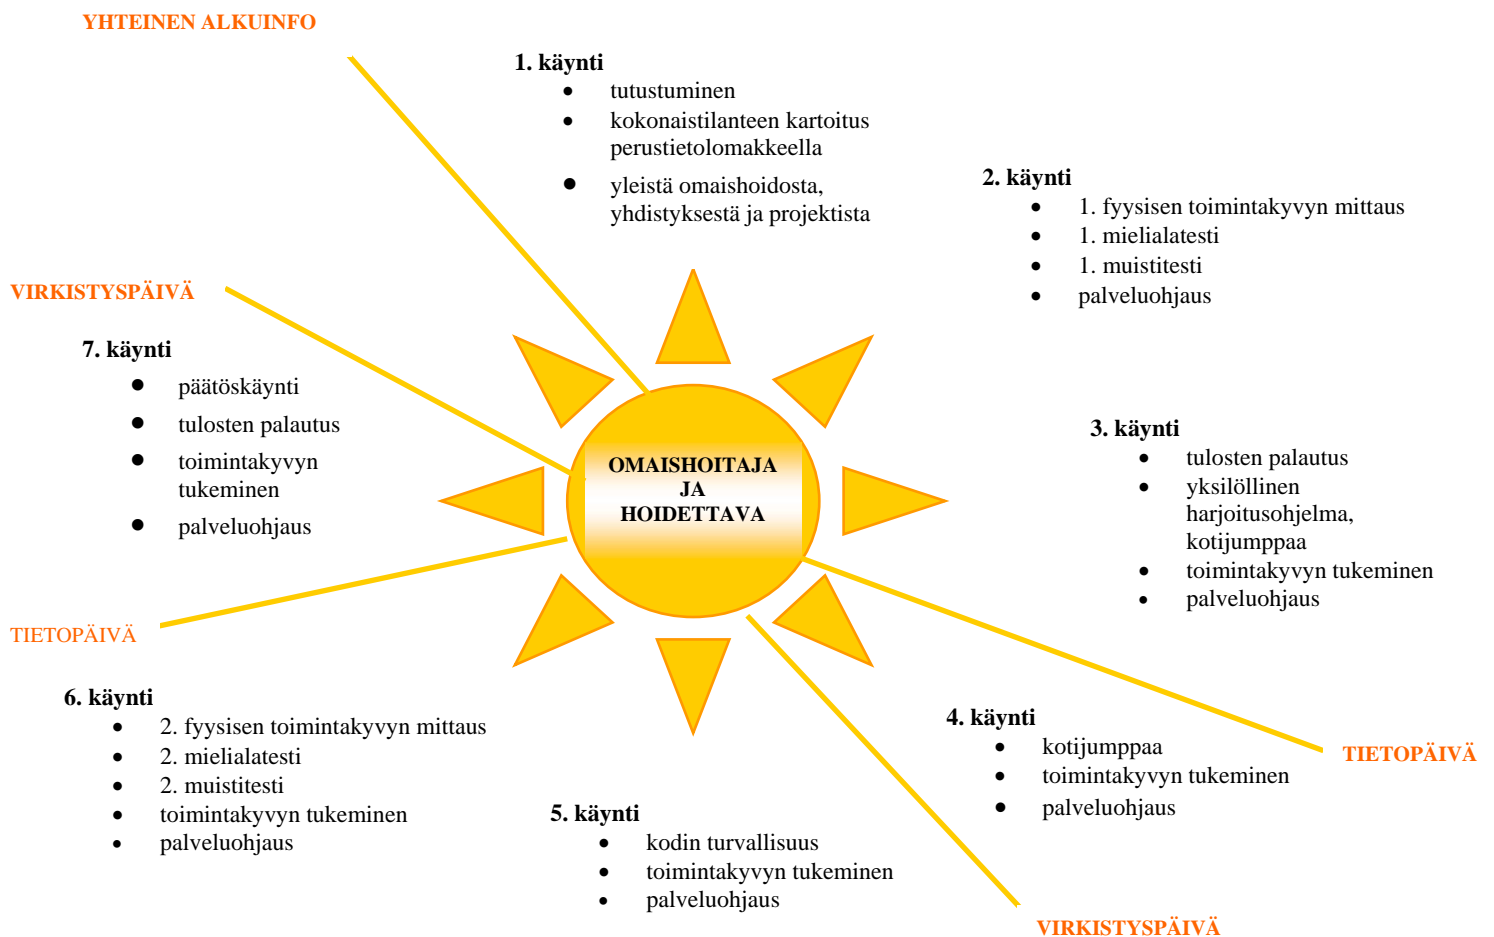 YHTEINEN ALKUINFO
1. käynti
• tutustuminen
• kokonaistilanteen kartoitus
perustietolomakkeella
• yleistä omaishoidosta,
yhdistyksestä ja projektista
2. käynti
• 1. fyysisen toimintakyvyn mittaus
• 1. mielialatesti
• 1. muistitesti
• palveluohjaus
3. käynti
• tulosten palautus
• yksilöllinen
harjoitusohjelma,
kotijumppaa
• toimintakyvyn tukeminen
• palveluohjaus
TIETOPÄIVÄ
4. käynti
• kotijumppaa
• toimintakyvyn tukeminen
• palveluohjaus
VIRKISTYSPÄIVÄ
5. käynti
• kodin turvallisuus
• toimintakyvyn tukeminen
• palveluohjaus
6. käynti
• 2. fyysisen toimintakyvyn mittaus
• 2. mielialatesti
• 2. muistitesti
• toimintakyvyn tukeminen
• palveluohjaus
TIETOPÄIVÄ
7. käynti
• päätöskäynti
• tulosten palautus
• toimintakyvyn
tukeminen
• palveluohjaus
VIRKISTYSPÄIVÄ
OMAISHOITAJA
JA
HOIDETTAVA